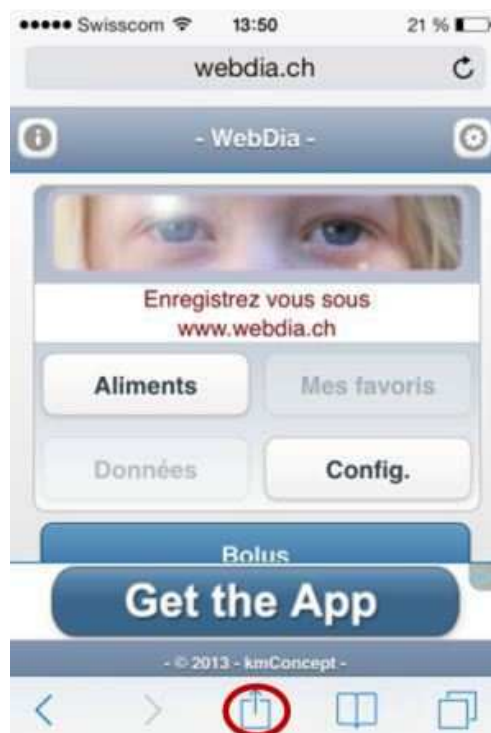 Swisscom 13:50 21 %
webdia.ch
- WebDia -
Enregistrez vous sous
www.webdia.ch
Aliments Mes favoris
Données Config.
Bolus
Get the App
- © 2013 - kmConcept -